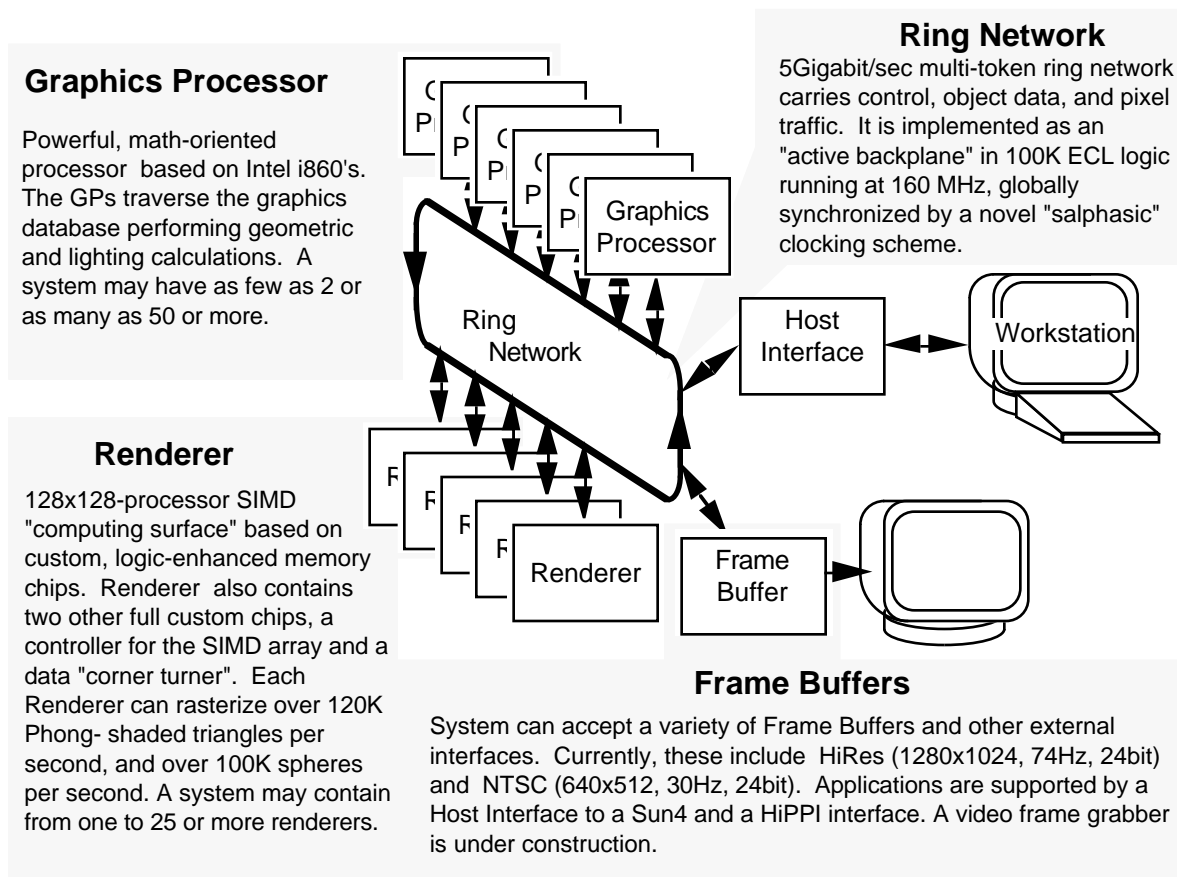 Graphics Processor
Powerful, math-oriented
processor based on Intel i860's.
The GPs traverse the graphics
database performing geometric
and lighting calculations. A
system may have as few as 2 or
as many as 50 or more.
Ring Network
5Gigabit/sec multi-token ring network
carries control, object data, and pixel
traffic. It is implemented as an
"active backplane" in 100K ECL logic
running at 160 MHz, globally
synchronized by a novel "salphasic"
clocking scheme.
Graphics
Processor
Ring
Network
Host
Interface
Workstation
Renderer
128x128-processor SIMD
"computing surface" based on
custom, logic-enhanced memory
chips. Renderer also contains
two other full custom chips, a
controller for the SIMD array and a
data "corner turner". Each
Renderer can rasterize over 120K
Phong- shaded triangles per
second, and over 100K spheres
per second. A system may contain
from one to 25 or more renderers.
Renderer
Frame
Buffer
Frame Buffers
System can accept a variety of Frame Buffers and other external
interfaces. Currently, these include HiRes (1280x1024, 74Hz, 24bit)
and NTSC (640x512, 30Hz, 24bit). Applications are supported by a
Host Interface to a Sun4 and a HiPPI interface. A video frame grabber
is under construction.